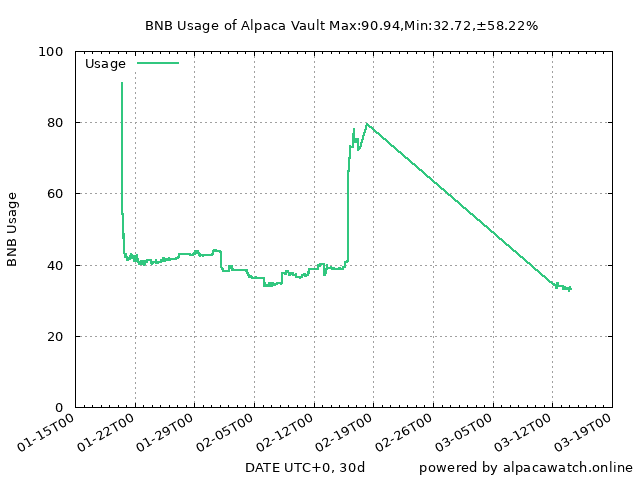 BNB Usage of Alpaca Vault Max:90.94,Min:32.72,±58.22%
100
Usage
80
60
BNB Usage
40
20
0
01-15T00
01-22T00
01-29T00
02-05T00
02-12T00
02-19T00
02-26T00
03-05T00
03-12T00
03-19T00
DATE UTC+0, 30d
powered by alpacawatch.online